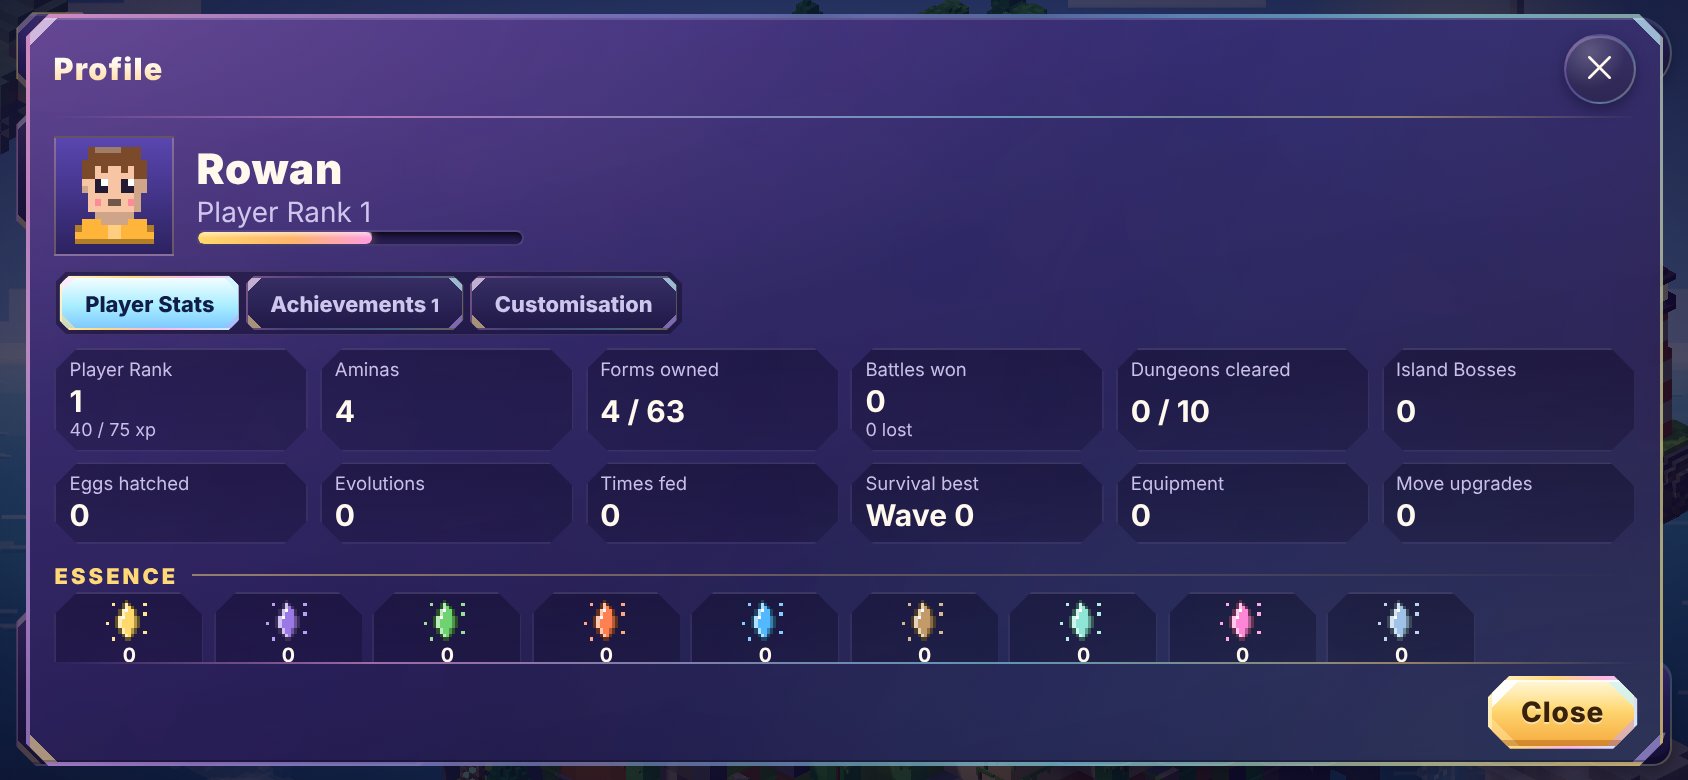 Profile
Rowan
Player Rank 1
Player Stats
Achievements 1
Customisation
Player Rank
1
40 / 75 xp
Aminas
4
Forms owned
4 / 63
Battles won
0
0 lost
Dungeons cleared
0 / 10
Island Bosses
0
Eggs hatched
0
Evolutions
0
Times fed
0
Survival best
Wave 0
Equipment
0
Move upgrades
0
ESSENCE
0
0
0
0
0
0
0
0
0
Close